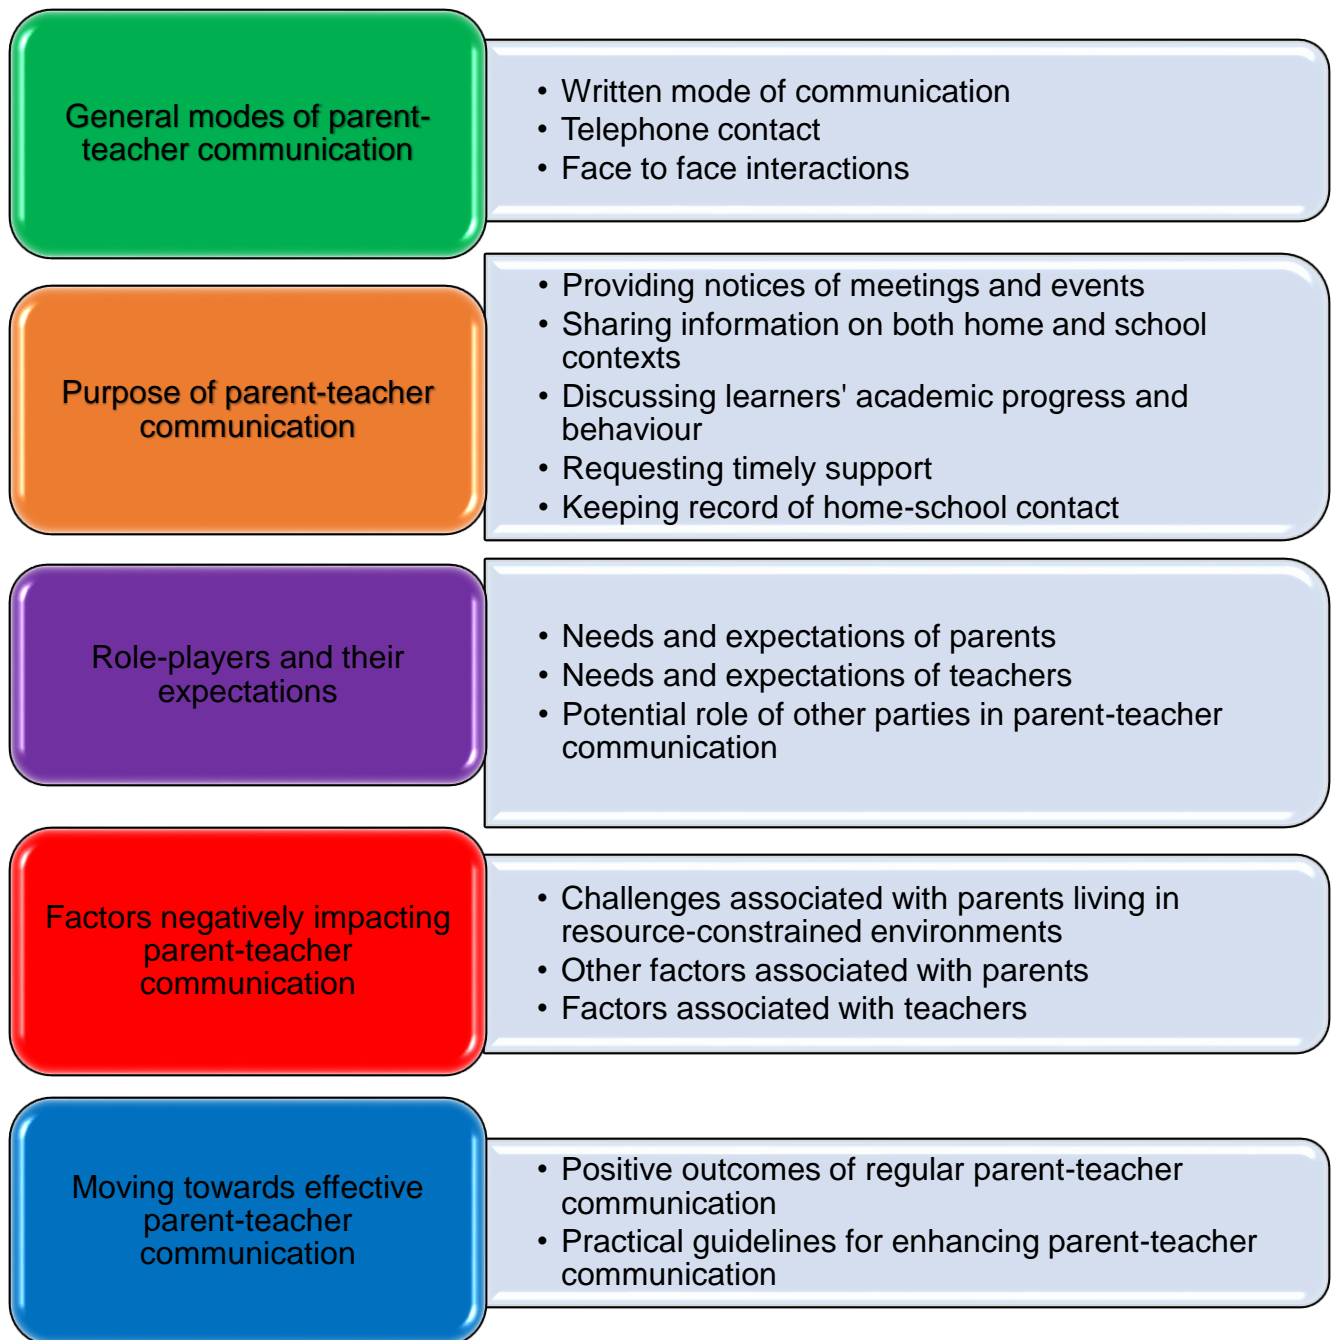 General modes of parent-
teacher communication
• Written mode of communication
• Telephone contact
• Face to face interactions
Purpose of parent-teacher
communication
• Providing notices of meetings and events
• Sharing information on both home and school
contexts
• Discussing learners' academic progress and
behaviour
• Requesting timely support
• Keeping record of home-school contact
Role-players and their
expectations
• Needs and expectations of parents
• Needs and expectations of teachers
• Potential role of other parties in parent-teacher
communication
Factors negatively impacting
parent-teacher
communication
• Challenges associated with parents living in
resource-constrained environments
• Other factors associated with parents
• Factors associated with teachers
Moving towards effective
parent-teacher
communication
• Positive outcomes of regular parent-teacher
communication
• Practical guidelines for enhancing parent-teacher
communication